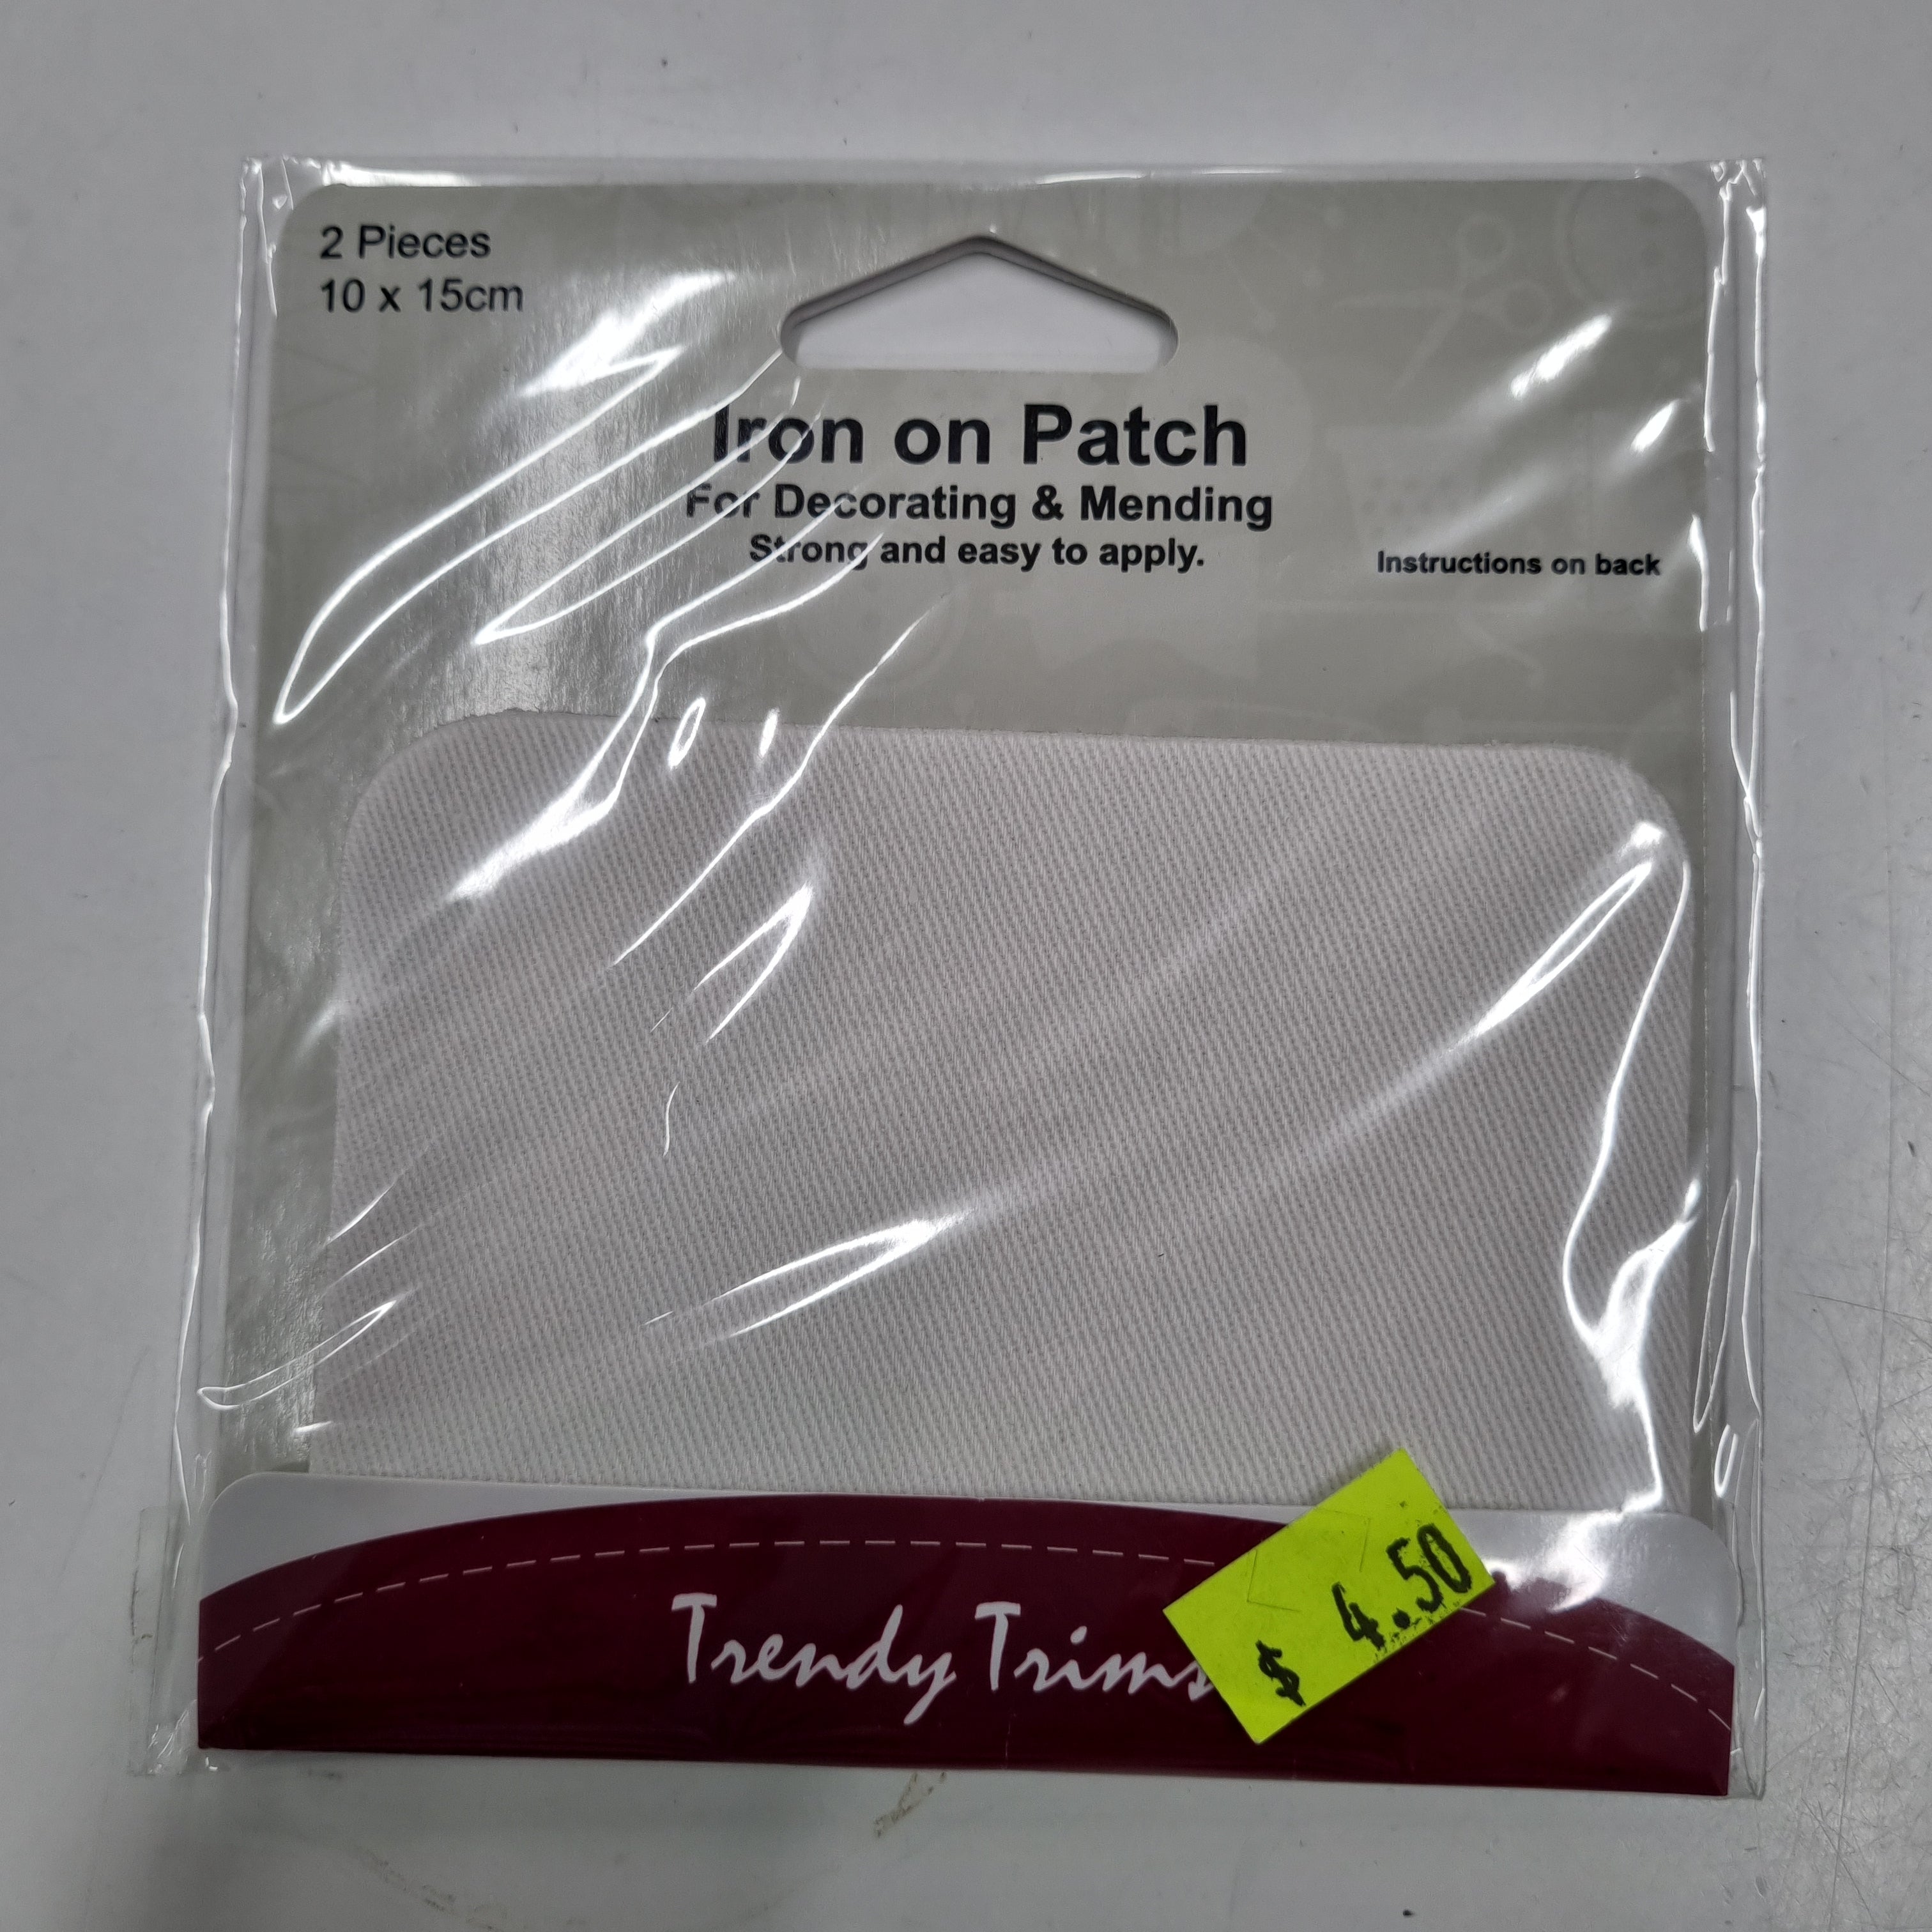 2 Pieces
10 x 15cm
Iron on Patch
For Decorating & Mending
Strong and easy to apply.
Instructions on back
Trendy Trims
$ 4.50